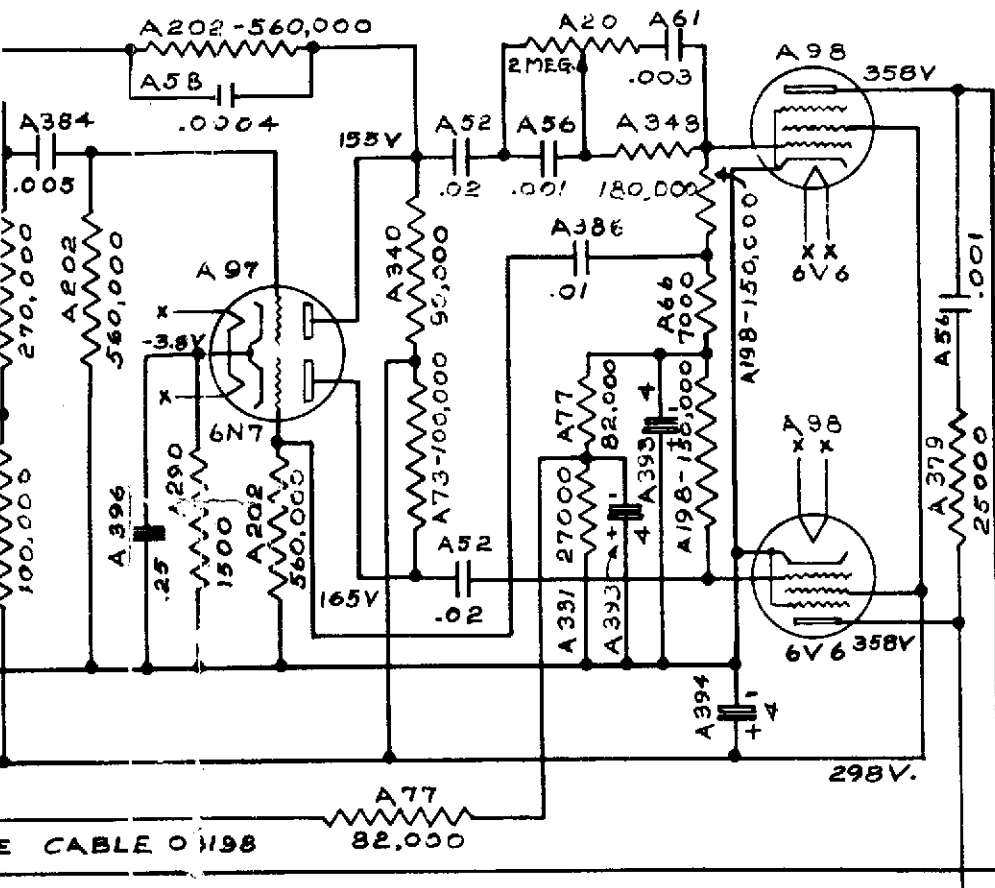 A202-560,000
A58
.0004
A384
.005
270,000
100,000
A202
560,000
A97
x
-3.8V
x
6N7
A396
.25
A290
1500
A202
560,000
155V
A52
.02
A56
.001
A20
2 MEG.
A61
.003
A348
180,000
A386
.01
A340
90,000
A73-100,000
165V
A52
.02
A66
7000
A77
82,000
A393
4
+
A198-150,000
A331
27000
A393A
+
4
A198-150,000
A98
358V
x x
6V6
.001
A56
A379
25000
A98
x x
6V6
358V
A394
4
+
298V.
A77
82,000
E CABLE